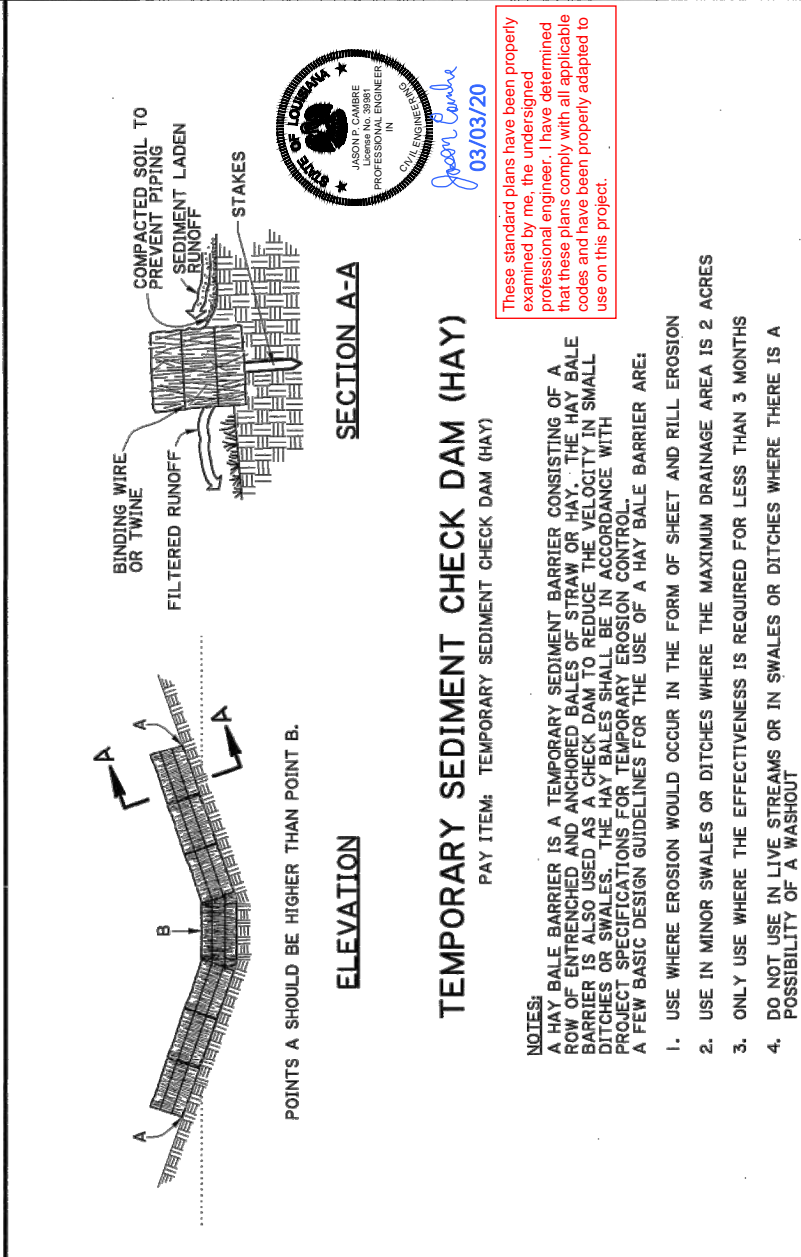 A
B
A
A
A
POINTS A SHOULD BE HIGHER THAN POINT B.
ELEVATION
BINDING WIRE
OR TWINE
FILTERED RUNOFF
COMPACTED SOIL TO
PREVENT PIPING
SEDIMENT LADEN
RUNOFF
STAKES
SECTION A-A
STATE OF LOUISIANA
JASON P. CAMBRE
License No. 39981
PROFESSIONAL ENGINEER
IN
CIVIL ENGINEERING
Jason Cambre
03/03/20
These standard plans have been properly
examined by me, the undersigned
professional engineer. I have determined
that these plans comply with all applicable
codes and have been properly adapted to
use on this project.
TEMPORARY SEDIMENT CHECK DAM (HAY)
PAY ITEM: TEMPORARY SEDIMENT CHECK DAM (HAY)
NOTES:
A HAY BALE BARRIER IS A TEMPORARY SEDIMENT BARRIER CONSISTING OF A
ROW OF ENTRENCHED AND ANCHORED BALES OF STRAW OR HAY. THE HAY BALE
BARRIER IS ALSO USED AS A CHECK DAM TO REDUCE THE VELOCITY IN SMALL
DITCHES OR SWALES. THE HAY BALES SHALL BE IN ACCORDANCE WITH
PROJECT SPECIFICATIONS FOR TEMPORARY EROSION CONTROL.
A FEW BASIC DESIGN GUIDELINES FOR THE USE OF A HAY BALE BARRIER ARE:
1. USE WHERE EROSION WOULD OCCUR IN THE FORM OF SHEET AND RILL EROSION
2. USE IN MINOR SWALES OR DITCHES WHERE THE MAXIMUM DRAINAGE AREA IS 2 ACRES
3. ONLY USE WHERE THE EFFECTIVENESS IS REQUIRED FOR LESS THAN 3 MONTHS
4. DO NOT USE IN LIVE STREAMS OR IN SWALES OR DITCHES WHERE THERE IS A
POSSIBILITY OF A WASHOUT